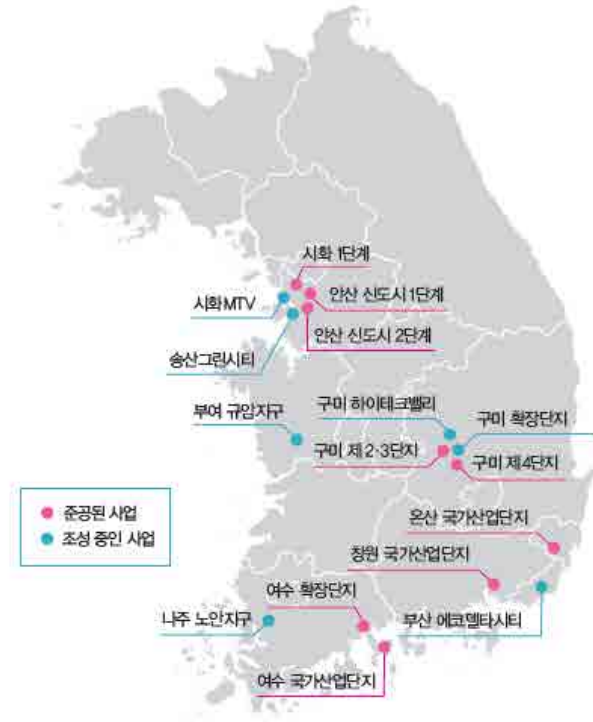 시화 1단계
안산 신도시 1단계
시화 MTV
안산 신도시 2단계
송산그린시티
구미 하이테크밸리
부여 규암지구
구미 확장단지
구미 제 2·3단지
구미 제4단지
준공된 사업
조성 중인 사업
온산 국가산업단지
창원 국가산업단지
여수 확장단지
나주 노안지구
부산 에코델타시티
여수 국가산업단지